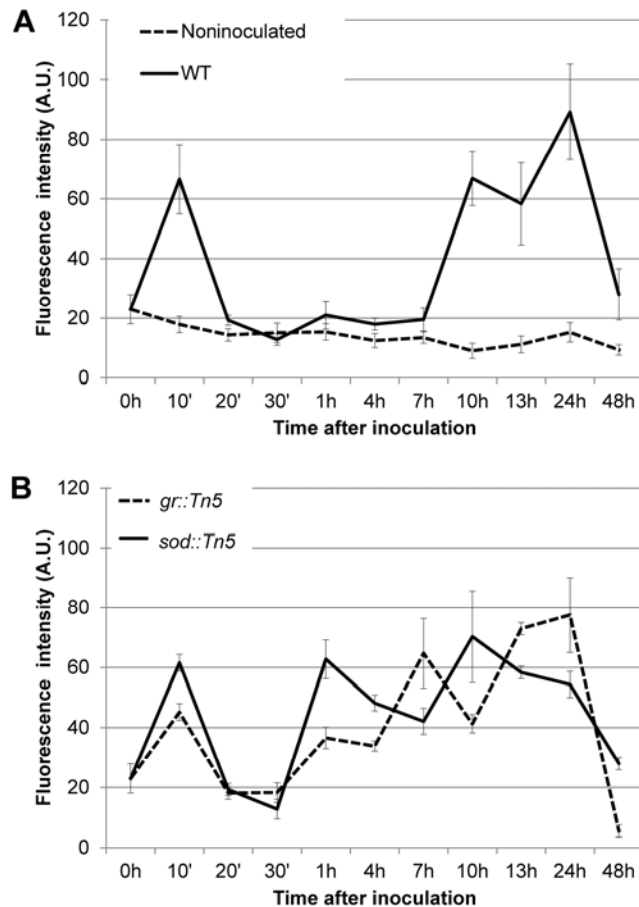 A
Fluorescence intensity (A.U.)
120
100
80
60
40
20
0
Noninoculated
WT
0h 10' 20' 30' 1h 4h 7h 10h 13h 24h 48h
Time after inoculation
B
Fluorescence intensity (A.U.)
120
100
80
60
40
20
0
gr::Tn5
sod::Tn5
0h 10' 20' 30' 1h 4h 7h 10h 13h 24h 48h
Time after inoculation